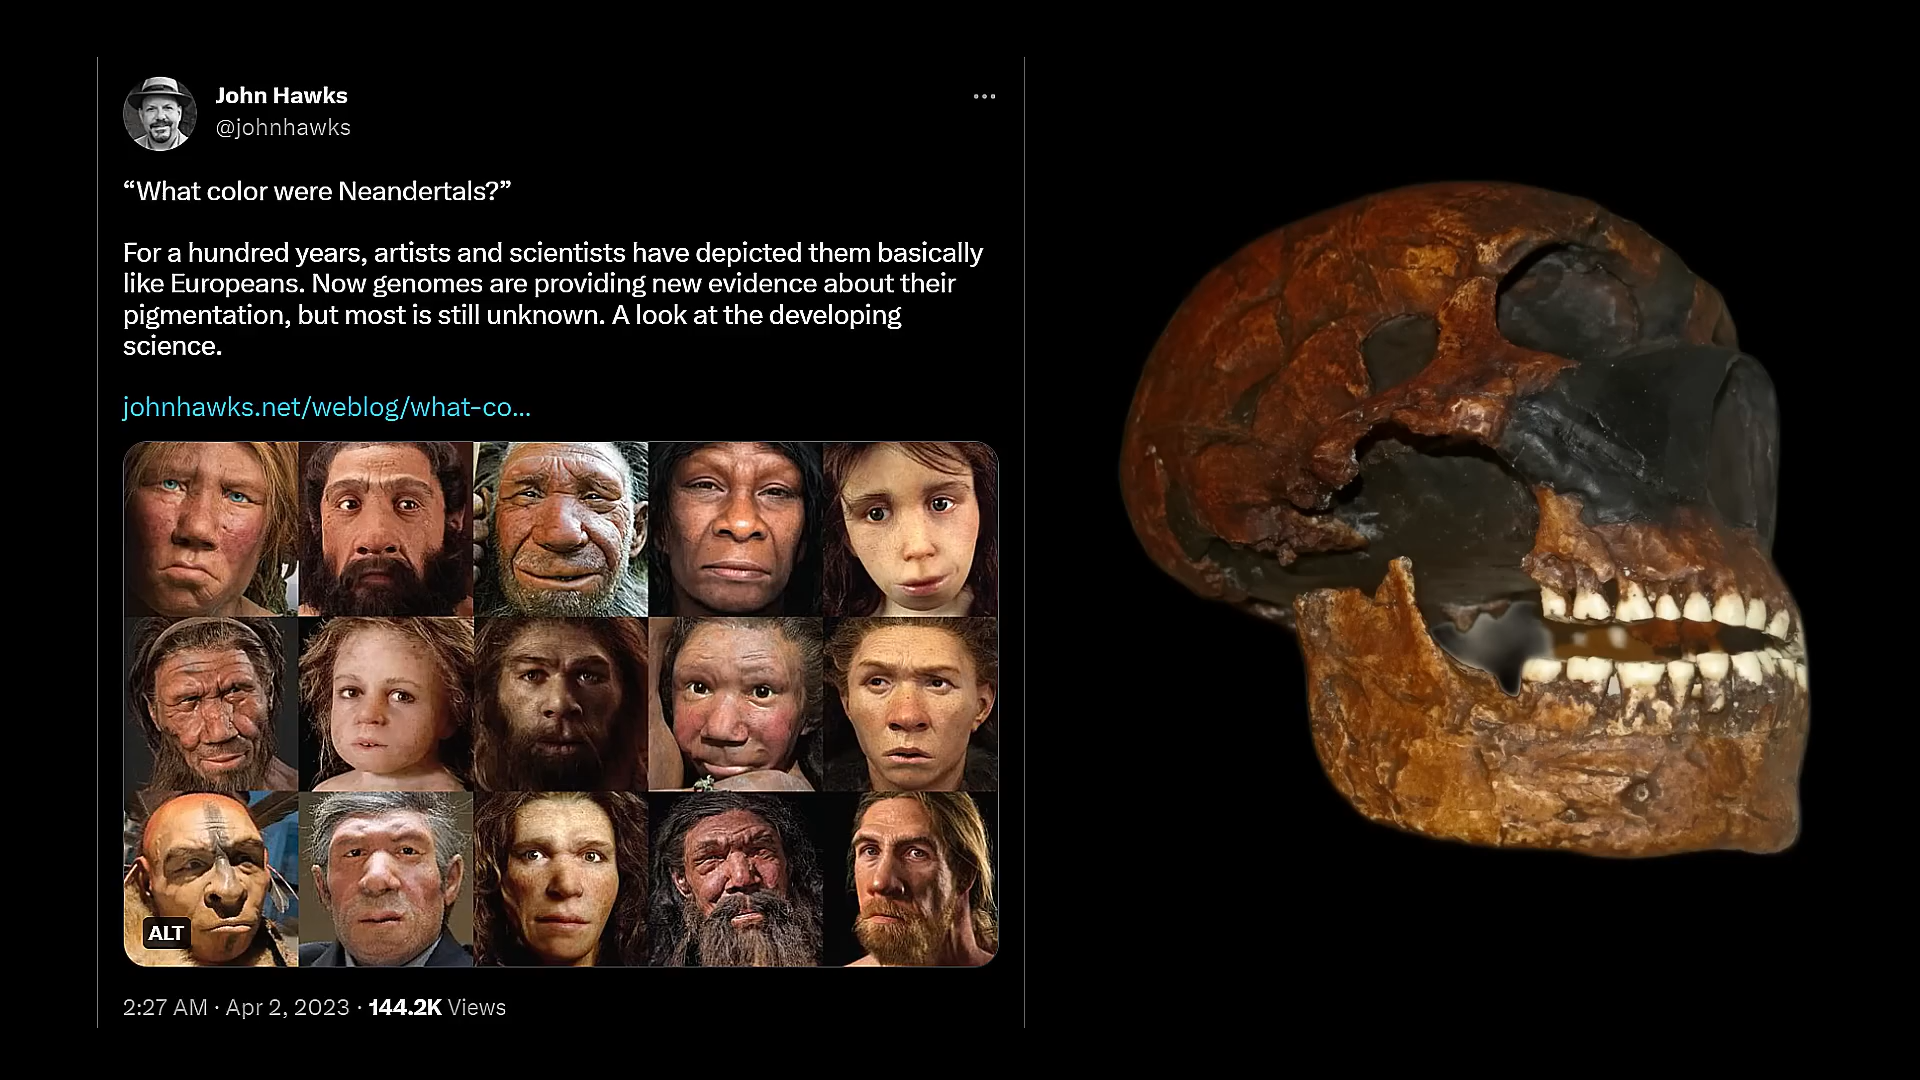 John Hawks
@johnhawks
“What color were Neandertals?”
For a hundred years, artists and scientists have depicted them basically
like Europeans. Now genomes are providing new evidence about their
pigmentation, but most is still unknown. A look at the developing
science.
johnhawks.net/weblog/what-co...
ALT
2:27 AM · Apr 2, 2023 · 144.2K Views